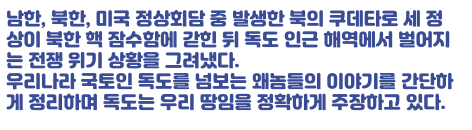 남한, 북한, 미국 정상회담 중 발생한 북의 쿠데타로 세 정
상이 북한 핵 잠수함에 갇힌 뒤 독도 인근 해역에서 벌어지
는 전쟁 위기 상황을 그려냈다.
우리나라 국토인 독도를 넘보는 왜놈들의 이야기를 간단하
게 정리하며 독도는 우리 땅임을 정확하게 주장하고 있다.